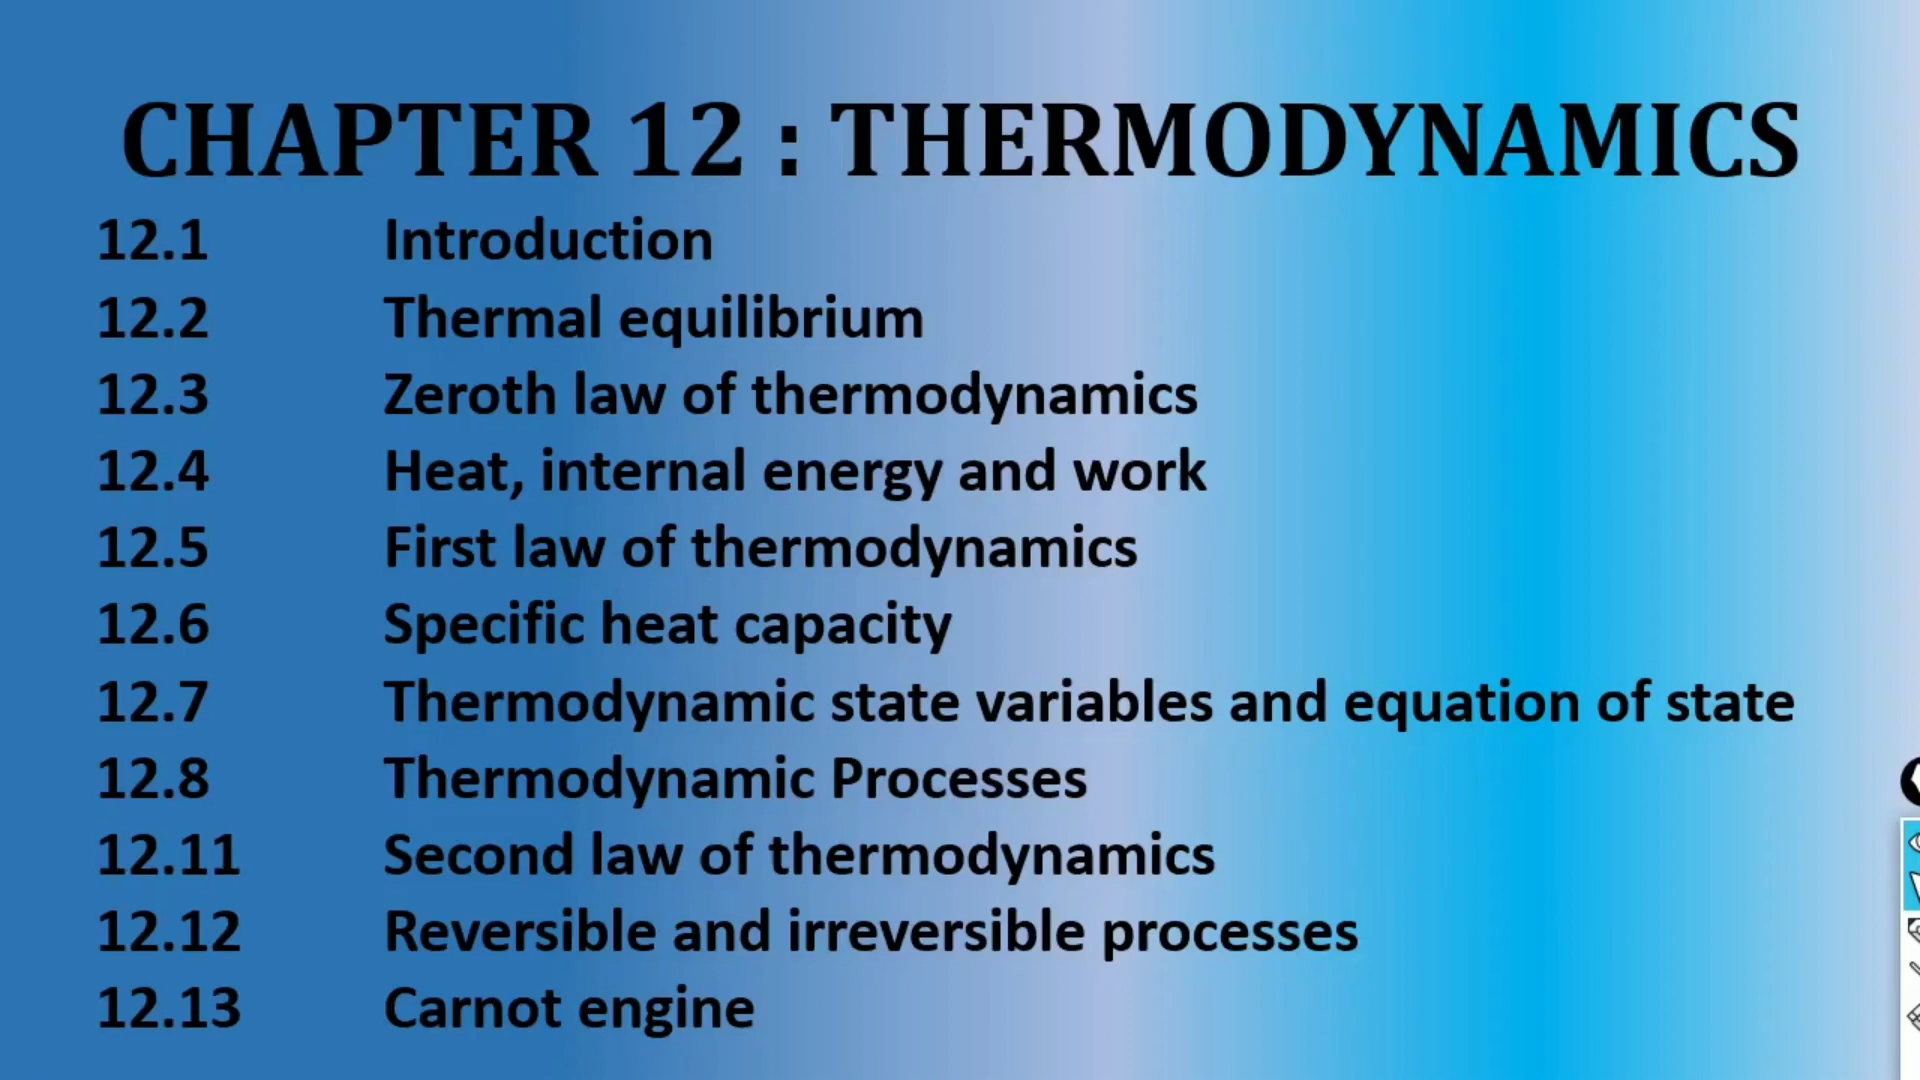 CHAPTER 12 : THERMODYNAMICS
12.1 Introduction
12.2 Thermal equilibrium
12.3 Zeroth law of thermodynamics
12.4 Heat, internal energy and work
12.5 First law of thermodynamics
12.6 Specific heat capacity
12.7 Thermodynamic state variables and equation of state
12.8 Thermodynamic Processes
12.11 Second law of thermodynamics
12.12 Reversible and irreversible processes
12.13 Carnot engine